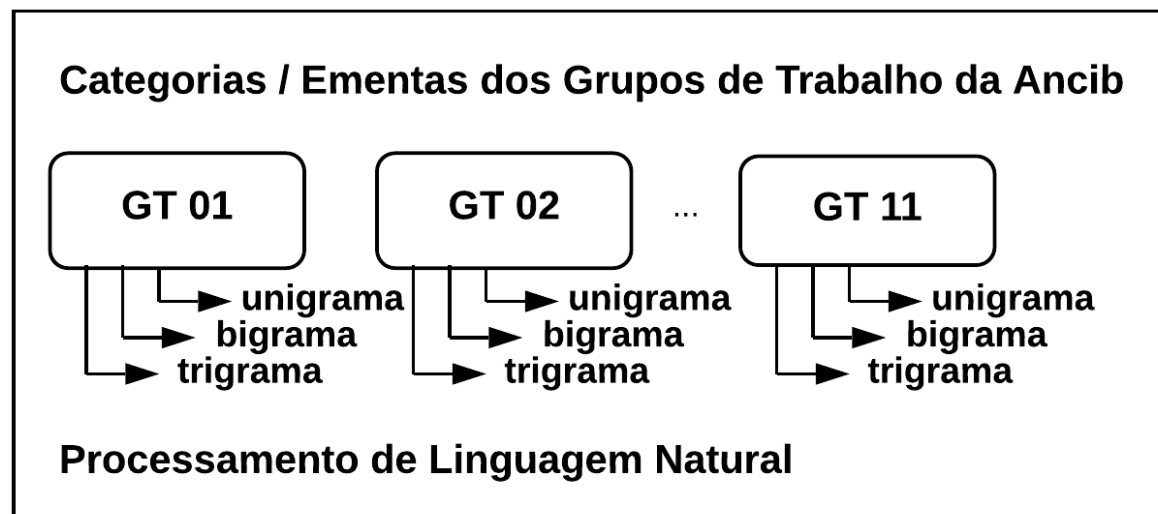 Categorias / Ementas dos Grupos de Trabalho da Ancib
GT 01 GT 02 ... GT 11
unigrama unigrama unigrama
bigrama bigrama bigrama
trigrama trigrama trigrama
Processamento de Linguagem Natural